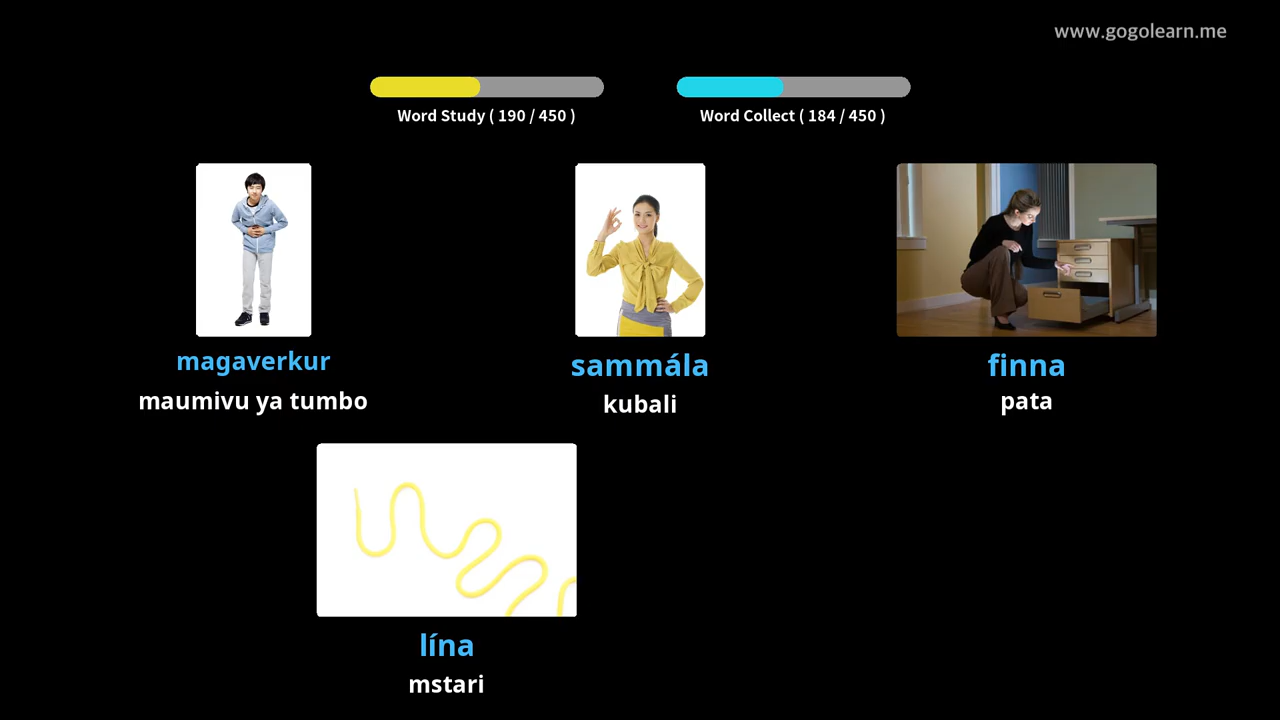 www.gogolearn.me
Word Study ( 190 / 450 )
Word Collect ( 184 / 450 )
magaverkur
maumivu ya tumbo
sammála
kubali
finna
pata
lína
mstari